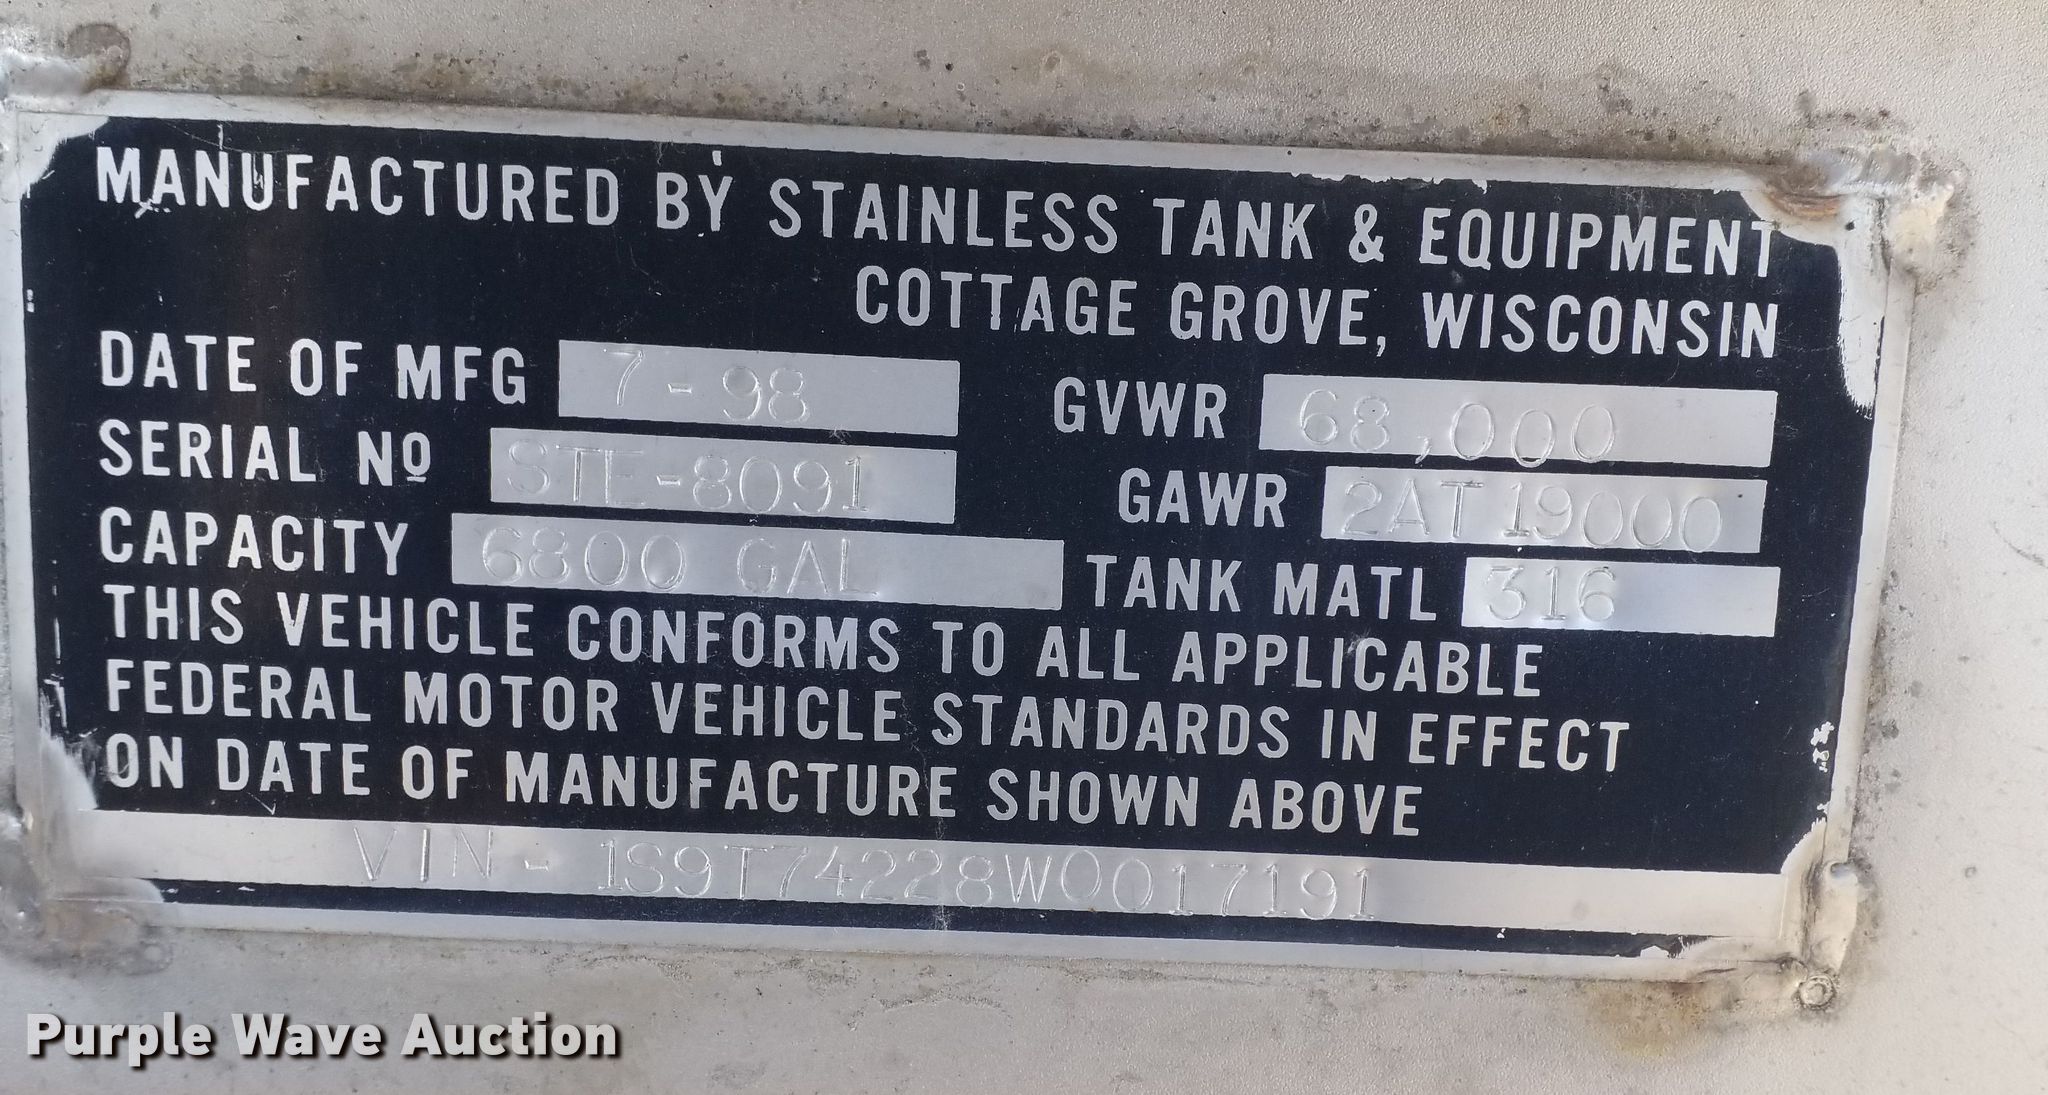 MANUFACTURED BY STAINLESS TANK & EQUIPMENT
COTTAGE GROVE, WISCONSIN
DATE OF MFG 7-98 GVWR 68,000
SERIAL Nº STE-8091 GAWR 2AT19000
CAPACITY 6800 GAL TANK MATL 316
THIS VEHICLE CONFORMS TO ALL APPLICABLE
FEDERAL MOTOR VEHICLE STANDARDS IN EFFECT
ON DATE OF MANUFACTURE SHOWN ABOVE
VIN - 1S9T74228W0017191
Purple Wave Auction